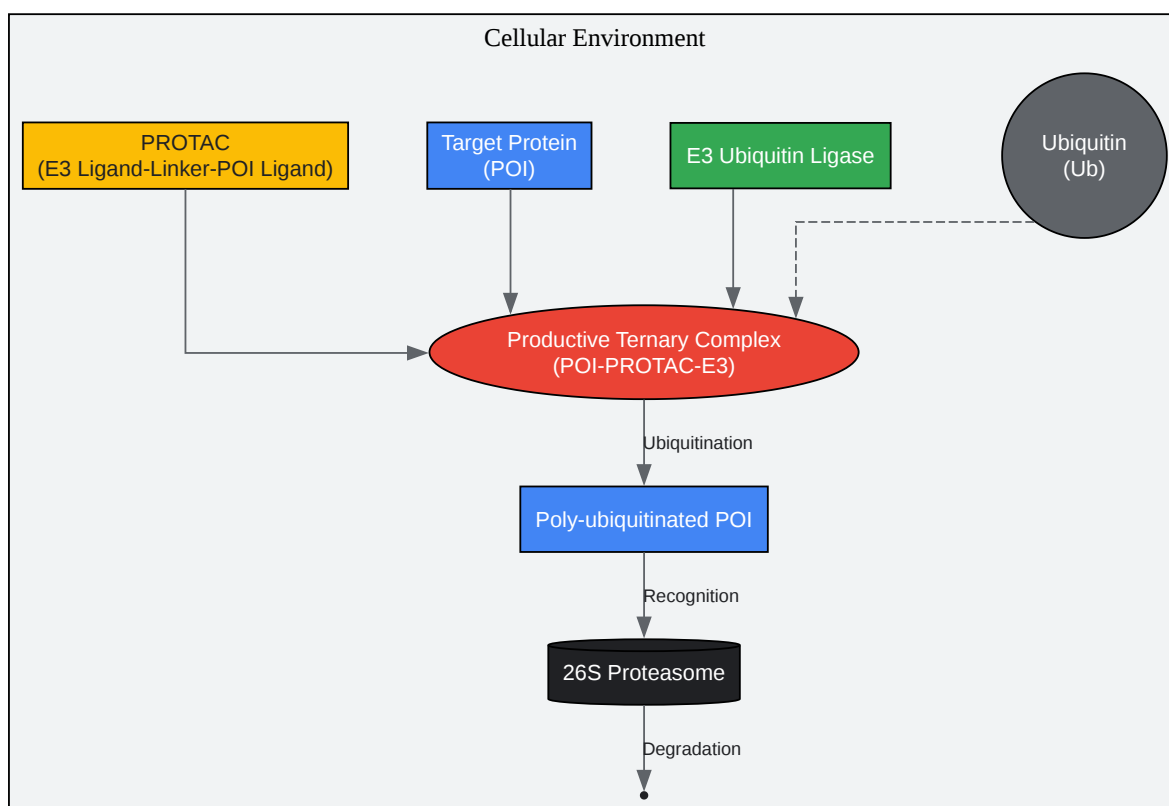 Cellular Environment
PROTAC
(E3 Ligand-Linker-POI Ligand)
Target Protein
(POI)
E3 Ubiquitin Ligase
Ubiquitin
(Ub)
Productive Ternary Complex
(POI-PROTAC-E3)
Ubiquitination
Poly-ubiquitinated POI
Recognition
26S Proteasome
Degradation